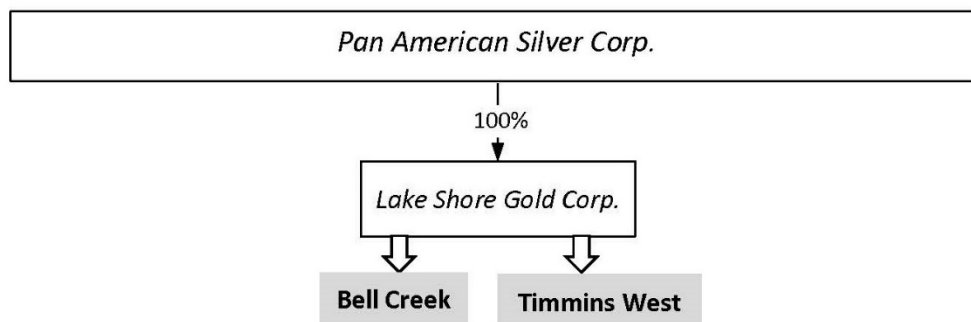 Pan American Silver Corp.
100%
Lake Shore Gold Corp.
Bell Creek
Timmins West